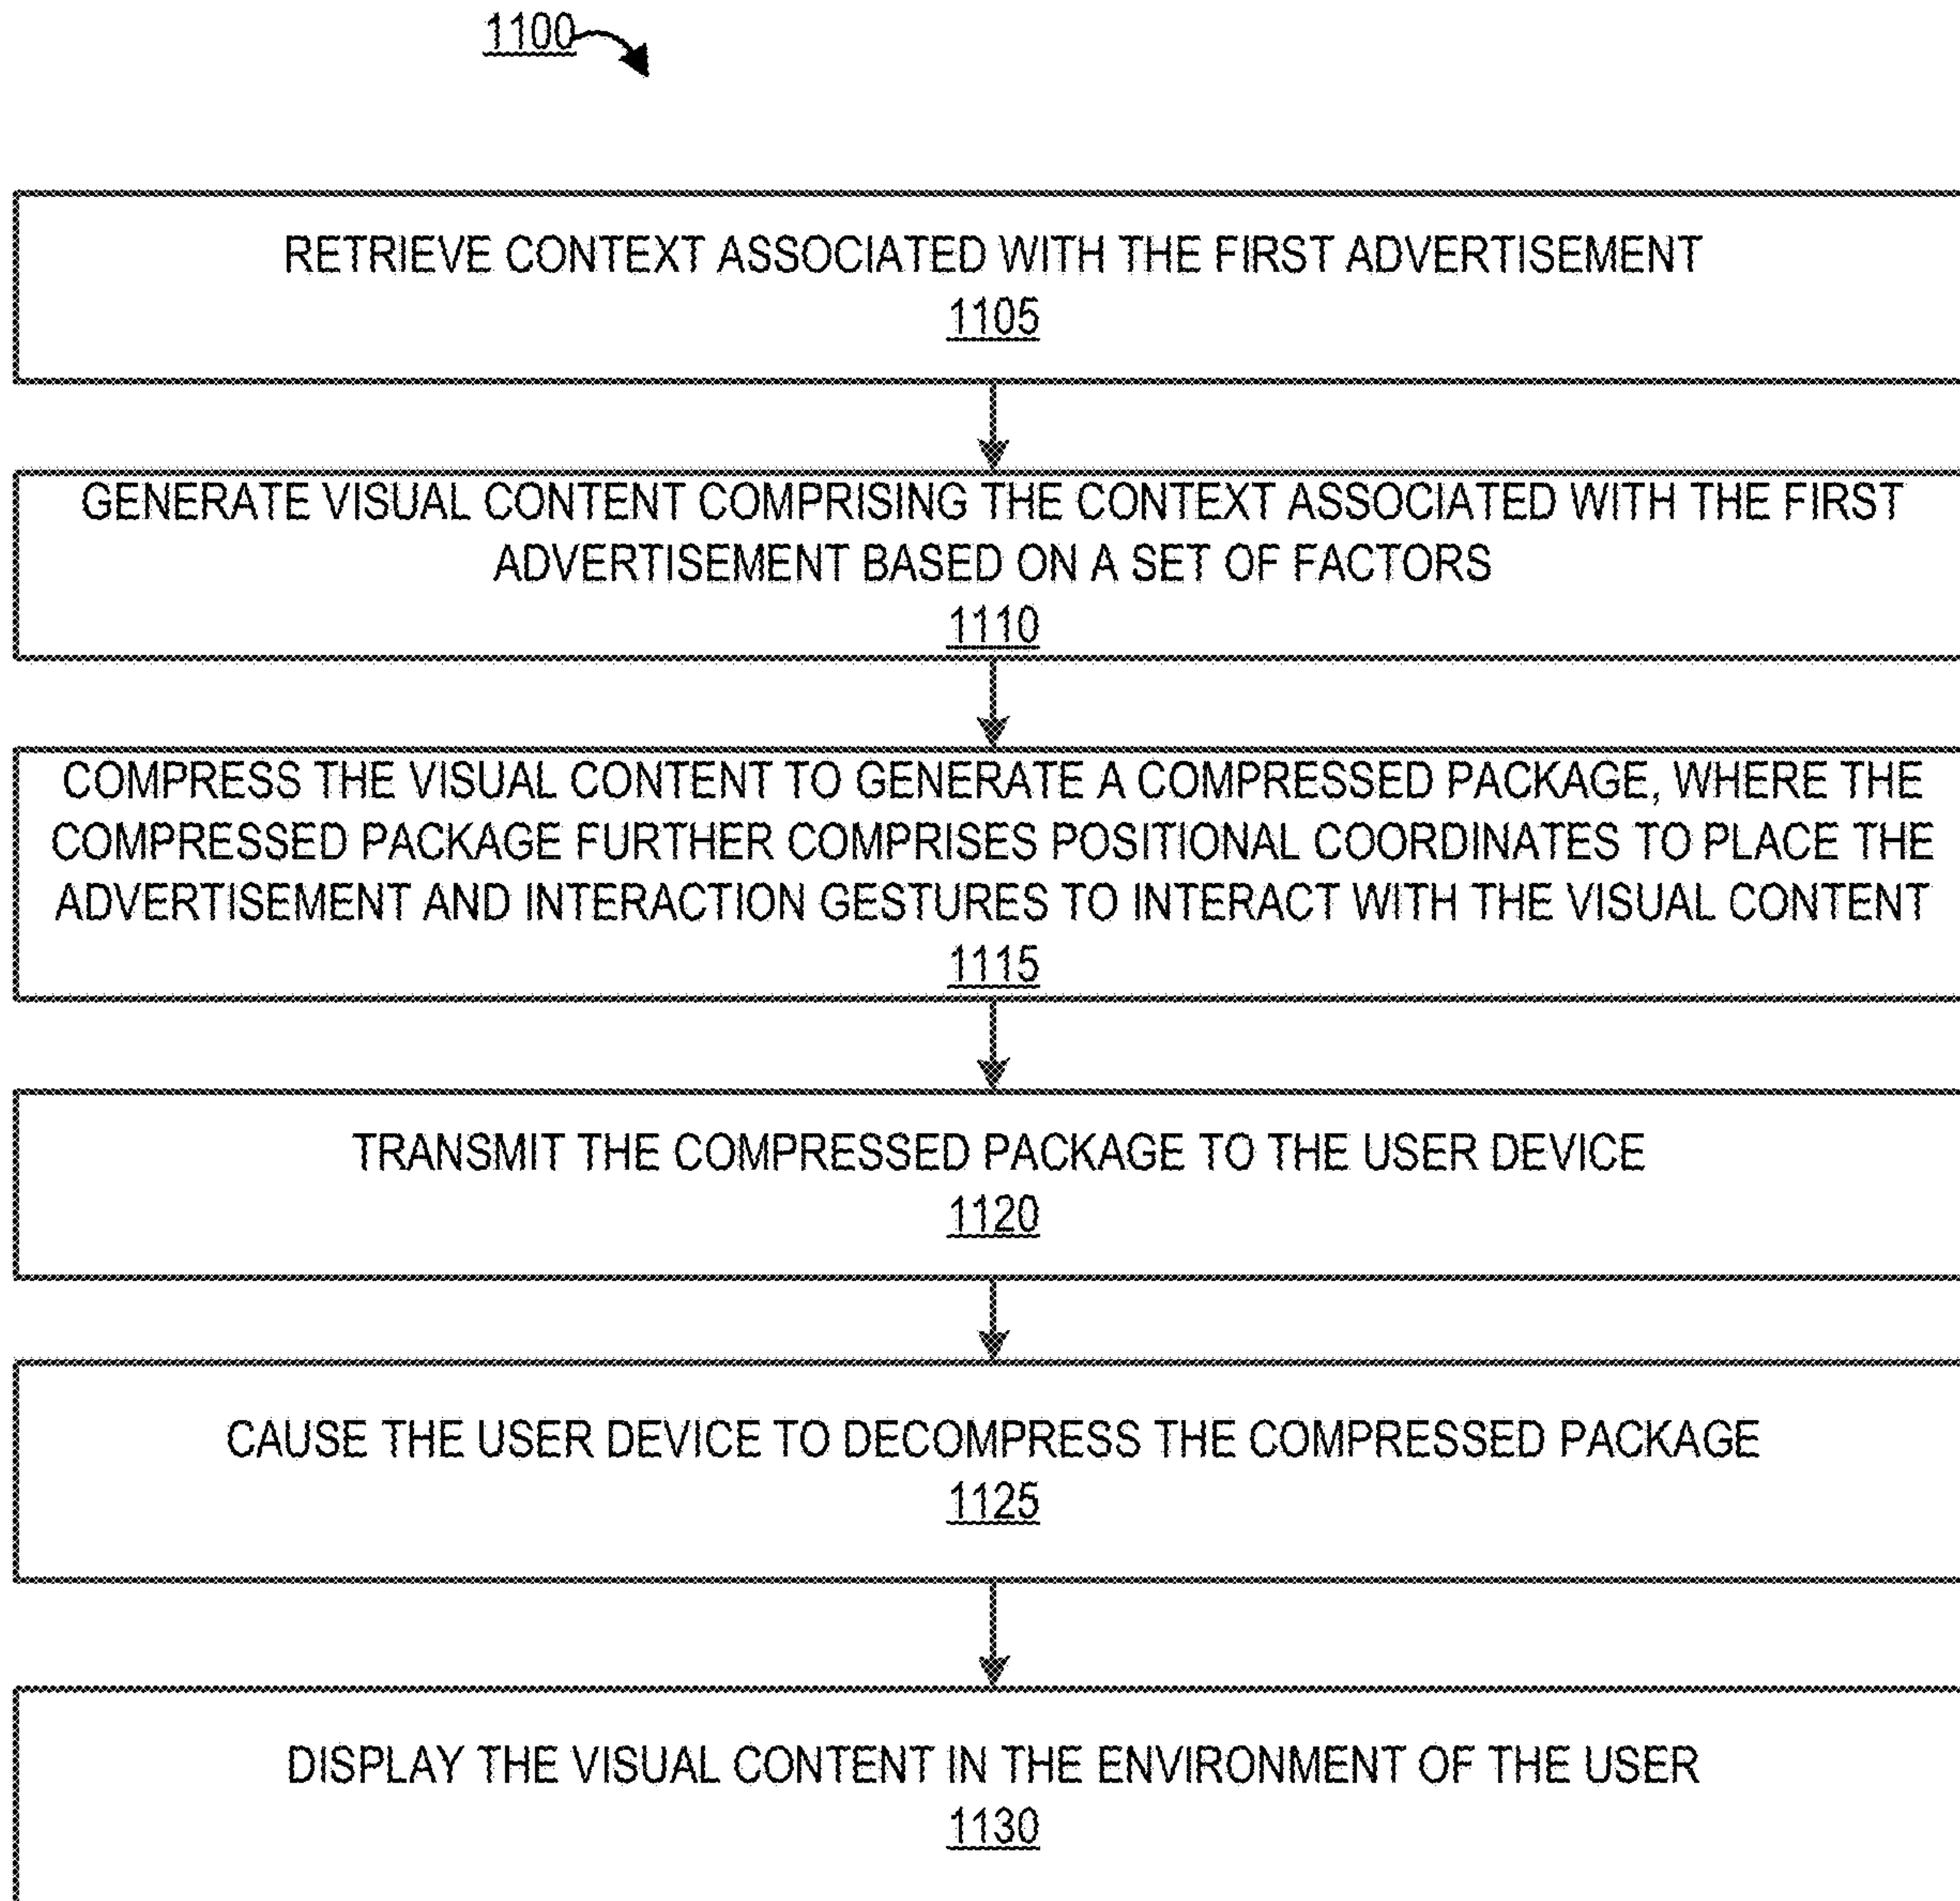 1100
RETRIEVE CONTEXT ASSOCIATED WITH THE FIRST ADVERTISEMENT
1105
GENERATE VISUAL CONTENT COMPRISING THE CONTEXT ASSOCIATED WITH THE FIRST
ADVERTISEMENT BASED ON A SET OF FACTORS
1110
COMPRESS THE VISUAL CONTENT TO GENERATE A COMPRESSED PACKAGE, WHERE THE
COMPRESSED PACKAGE FURTHER COMPRISES POSITIONAL COORDINATES TO PLACE THE
ADVERTISEMENT AND INTERACTION GESTURES TO INTERACT WITH THE VISUAL CONTENT
1115
TRANSMIT THE COMPRESSED PACKAGE TO THE USER DEVICE
1120
CAUSE THE USER DEVICE TO DECOMPRESS THE COMPRESSED PACKAGE
1125
DISPLAY THE VISUAL CONTENT IN THE ENVIRONMENT OF THE USER
1130